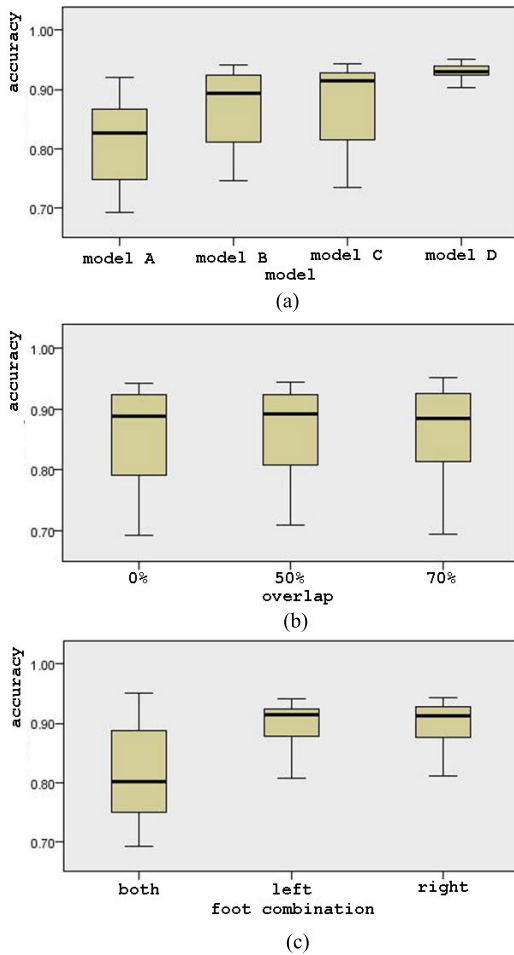 accuracy
1.00
0.90
0.80
0.70
model A model B model C model D
model
(a)
accuracy
1.00
0.90
0.80
0.70
0% 50% 70%
overlap
(b)
accuracy
1.00
0.90
0.80
0.70
both left right
foot combination
(c)